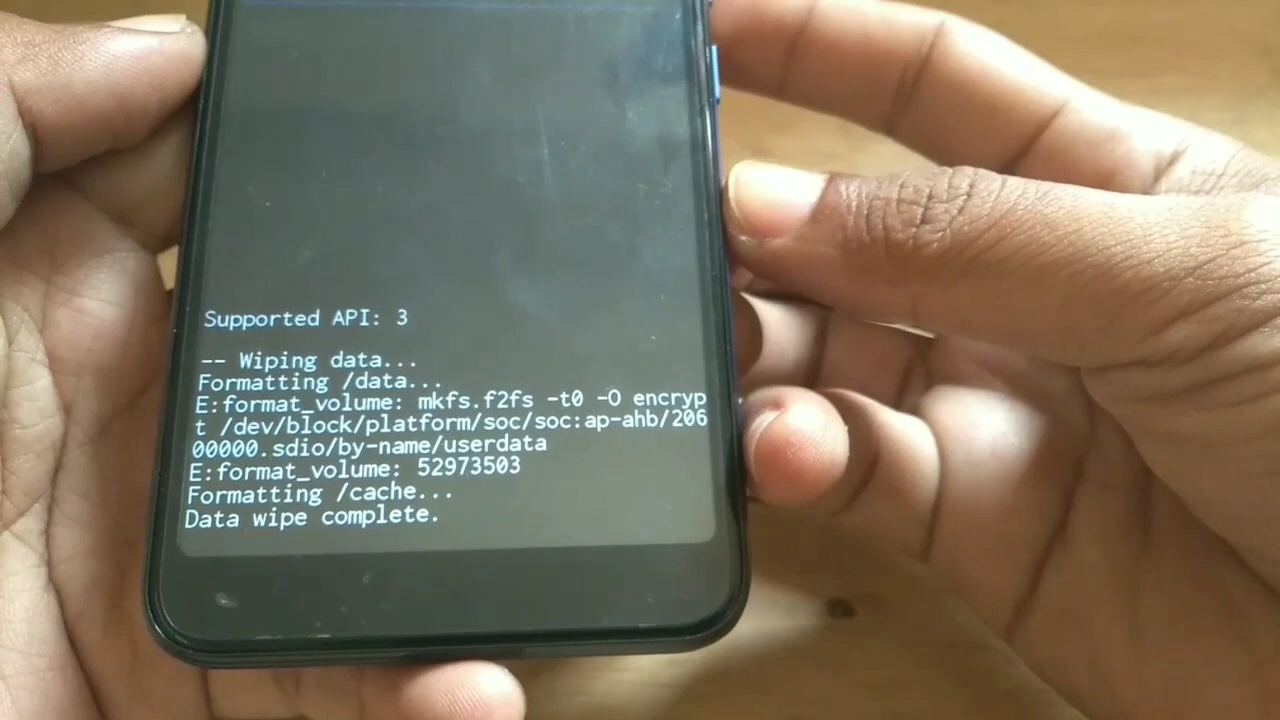 Supported API: 3
-- Wiping data...
Formatting /data...
E:format_volume: mkfs.f2fs -t0 -O encryp
t /dev/block/platform/soc/soc:ap-ahb/206
00000.sdio/by-name/userdata
E:format_volume: 52973503
Formatting /cache...
Data wipe complete.